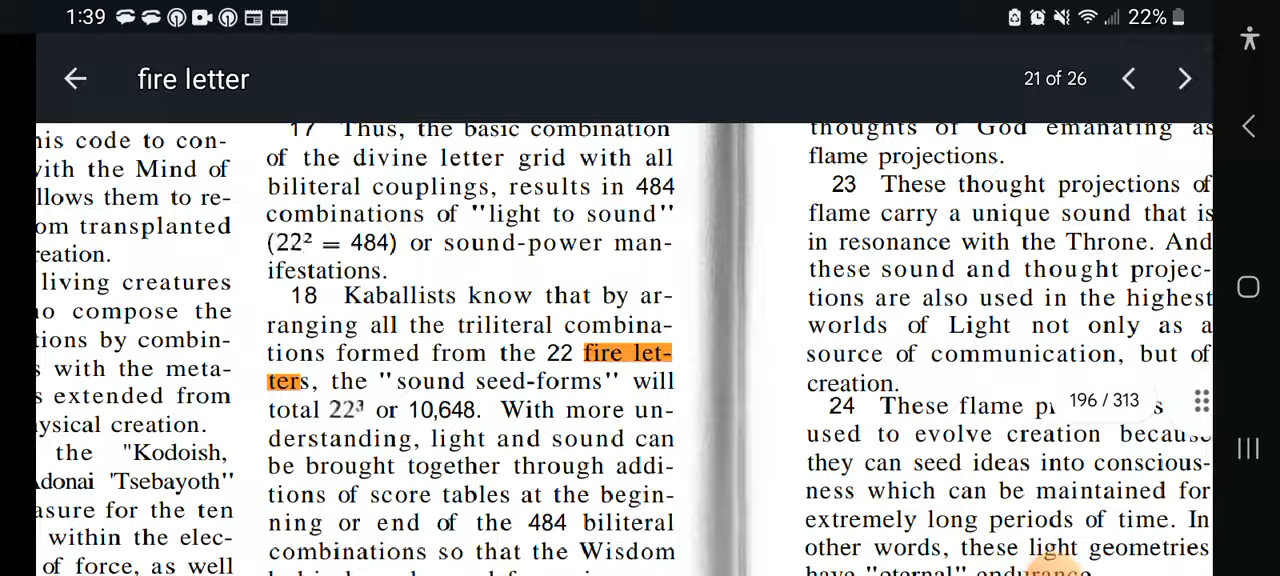 1:39
22%
fire letter
21 of 26
his code to con-
with the Mind of
llows them to re-
om transplanted
reation.
living creatures
o compose the
tions by combin-
s with the meta-
s extended from
ysical creation.
the "Kodoish,
Adonai 'Tsebayoth"
asure for the ten
within the elec-
of force, as well
17 Thus, the basic combination
of the divine letter grid with all
biliteral couplings, results in 484
combinations of "light to sound"
(22² = 484) or sound-power man-
ifestations.
18 Kaballists know that by ar-
ranging all the triliteral combina-
tions formed from the 22 fire let-
ters, the "sound seed-forms" will
total 22³ or 10,648. With more un-
derstanding, light and sound can
be brought together through addi-
tions of score tables at the begin-
ning or end of the 484 biliteral
combinations so that the Wisdom
thoughts of God emanating as
flame projections.
23 These thought projections of
flame carry a unique sound that is
in resonance with the Throne. And
these sound and thought projec-
tions are also used in the highest
worlds of Light not only as a
source of communication, but of
creation.
24 These flame
196 / 313
used to evolve creation because
they can seed ideas into conscious-
ness which can be maintained for
extremely long periods of time. In
other words, these light geometries
have "eternal" endurance